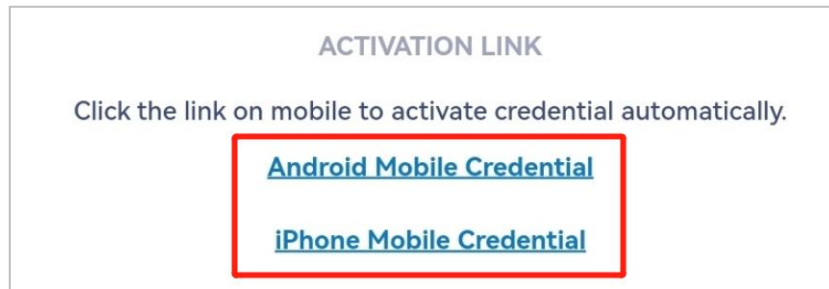 ACTIVATION LINK
Click the link on mobile to activate credential automatically.
Android Mobile Credential
iPhone Mobile Credential